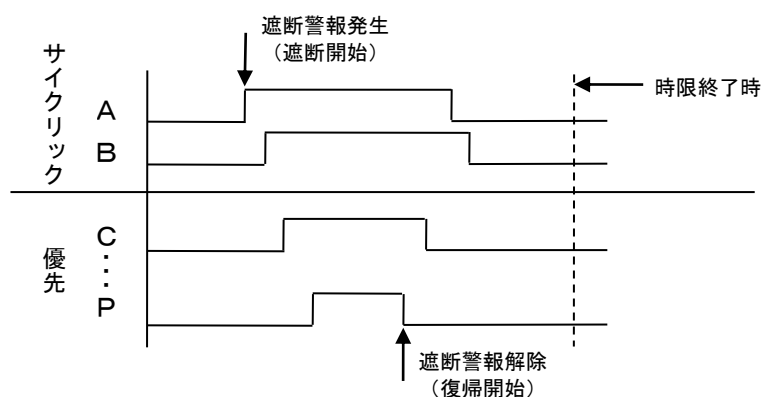 遮断警報発生
（遮断開始）
サイクリック
A
B
時限終了時
優先
C
・・・
P
遮断警報解除
（復帰開始）